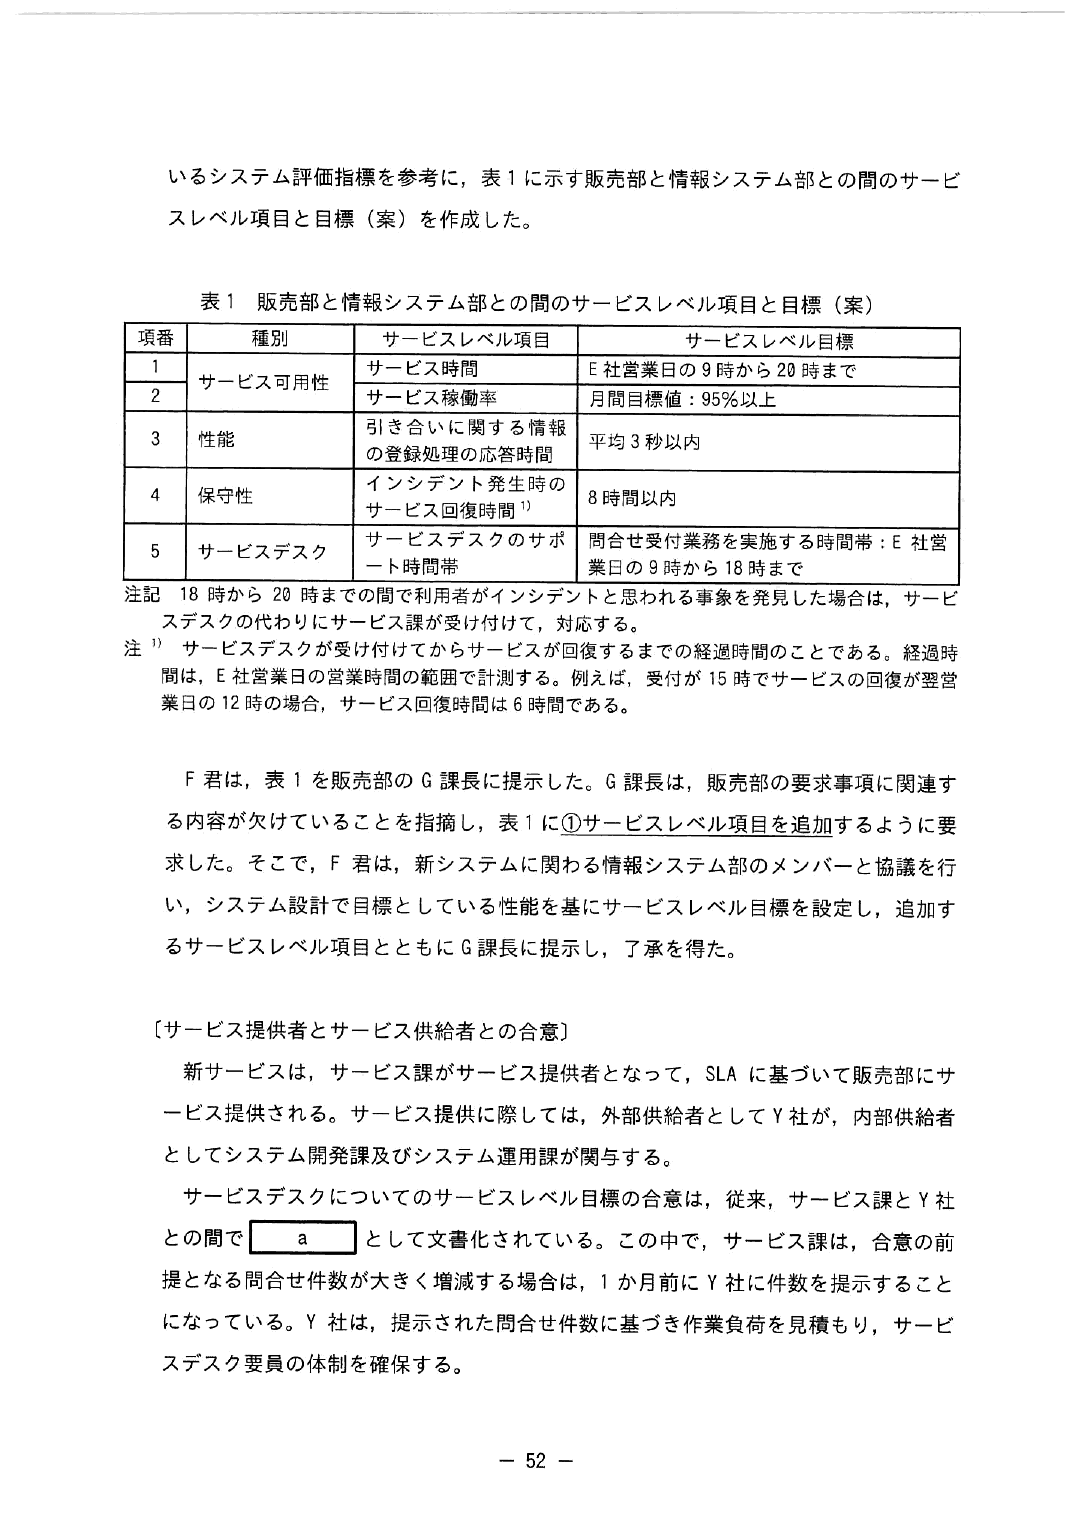 いるシステム評価指標を参考に，表1に示す販売部と情報システム部との間のサービ
スレベル項目と目標（案）を作成した。
表1　販売部と情報システム部との間のサービスレベル項目と目標（案）
項番 種別 サービスレベル項目 サービスレベル目標
1 サービス可用性 サービス時間 E社営業日の9時から20時まで
2 サービス稼働率 月間目標値：95％以上
3 性能 引き合いに関する情報
の登録処理の応答時間 平均3秒以内
4 保守性 インシデント発生時の
サービス回復時間1) 8時間以内
5 サービスデスク サービスデスクのサポ
ート時間帯 問合せ受付業務を実施する時間帯：E社営
業日の9時から18時まで
注記　18時から20時までの間で利用者がインシデントと思われる事象を発見した場合は，サービ
スデスクの代わりにサービス課が受け付けて，対応する。
注1)　サービスデスクが受け付けてからサービスが回復するまでの経過時間のことである。経過時
間は，E社営業日の営業時間の範囲で計測する。例えば，受付が15時でサービスの回復が翌営
業日の12時の場合，サービス回復時間は6時間である。
F君は，表1を販売部のG課長に提示した。G課長は，販売部の要求事項に関連す
る内容が欠けていることを指摘し，表1に①サービスレベル項目を追加するように要
求した。そこで，F君は，新システムに関わる情報システム部のメンバーと協議を行
い，システム設計で目標としている性能を基にサービスレベル目標を設定し，追加す
るサービスレベル項目とともにG課長に提示し，了承を得た。
〔サービス提供者とサービス供給者との合意〕
新サービスは，サービス課がサービス提供者となって，SLAに基づいて販売部にサ
ービス提供される。サービス提供に際しては，外部供給者としてY社が，内部供給者
としてシステム開発課及びシステム運用課が関与する。
サービスデスクについてのサービスレベル目標の合意は，従来，サービス課とY社
との間で a として文書化されている。この中で，サービス課は，合意の前
提となる問合せ件数が大きく増減する場合は，1か月前にY社に件数を提示すること
になっている。Y社は，提示された問合せ件数に基づき作業負荷を見積もり，サービ
スデスク要員の体制を確保する。
－ 52 －